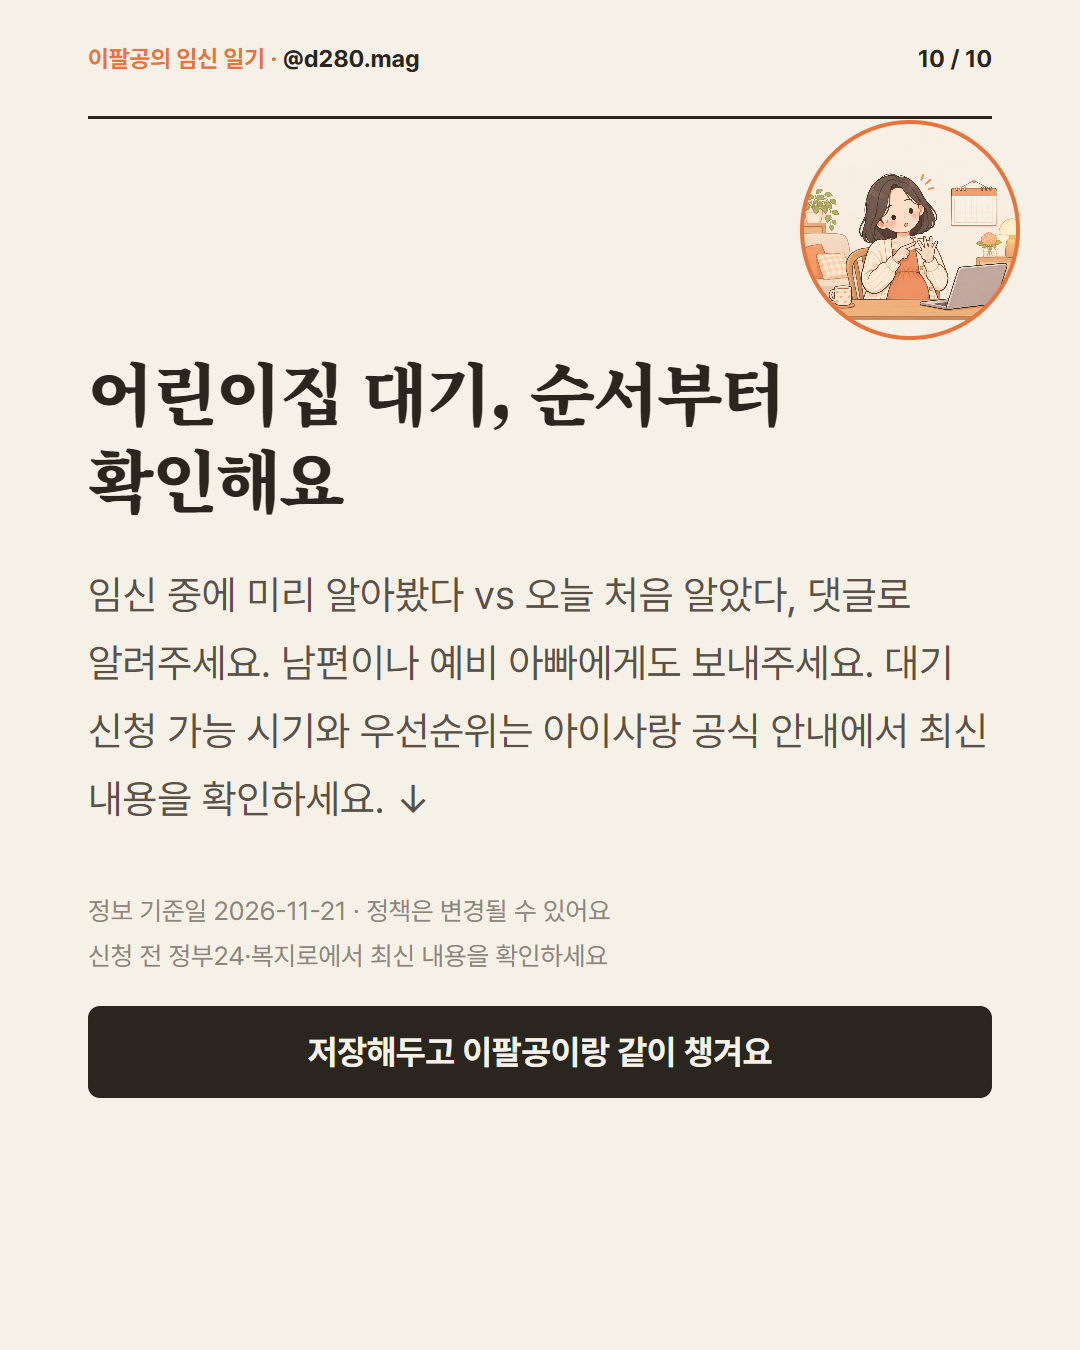 이팔공의 임신 일기 · @d280.mag
10 / 10
어린이집 대기, 순서부터
확인해요
임신 중에 미리 알아봤다 vs 오늘 처음 알았다, 댓글로
알려주세요. 남편이나 예비 아빠에게도 보내주세요. 대기
신청 가능 시기와 우선순위는 아이사랑 공식 안내에서 최신
내용을 확인하세요. ↓
정보 기준일 2026-11-21 · 정책은 변경될 수 있어요
신청 전 정부24·복지로에서 최신 내용을 확인하세요
저장해두고 이팔공이랑 같이 챙겨요